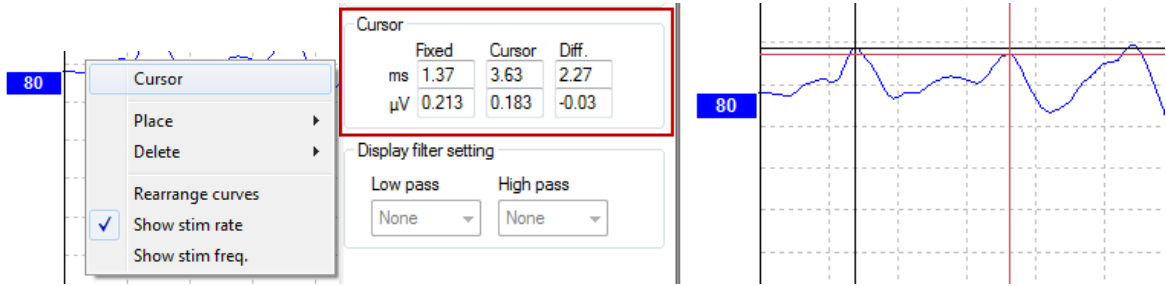 80
Cursor
Place
Delete
Rearrange curves
Show stim rate
Show stim freq.
Cursor
Fixed Cursor Diff.
ms 1.37 3.63 2.27
µV 0.213 0.183 -0.03
Display filter setting
Low pass High pass
None None
80